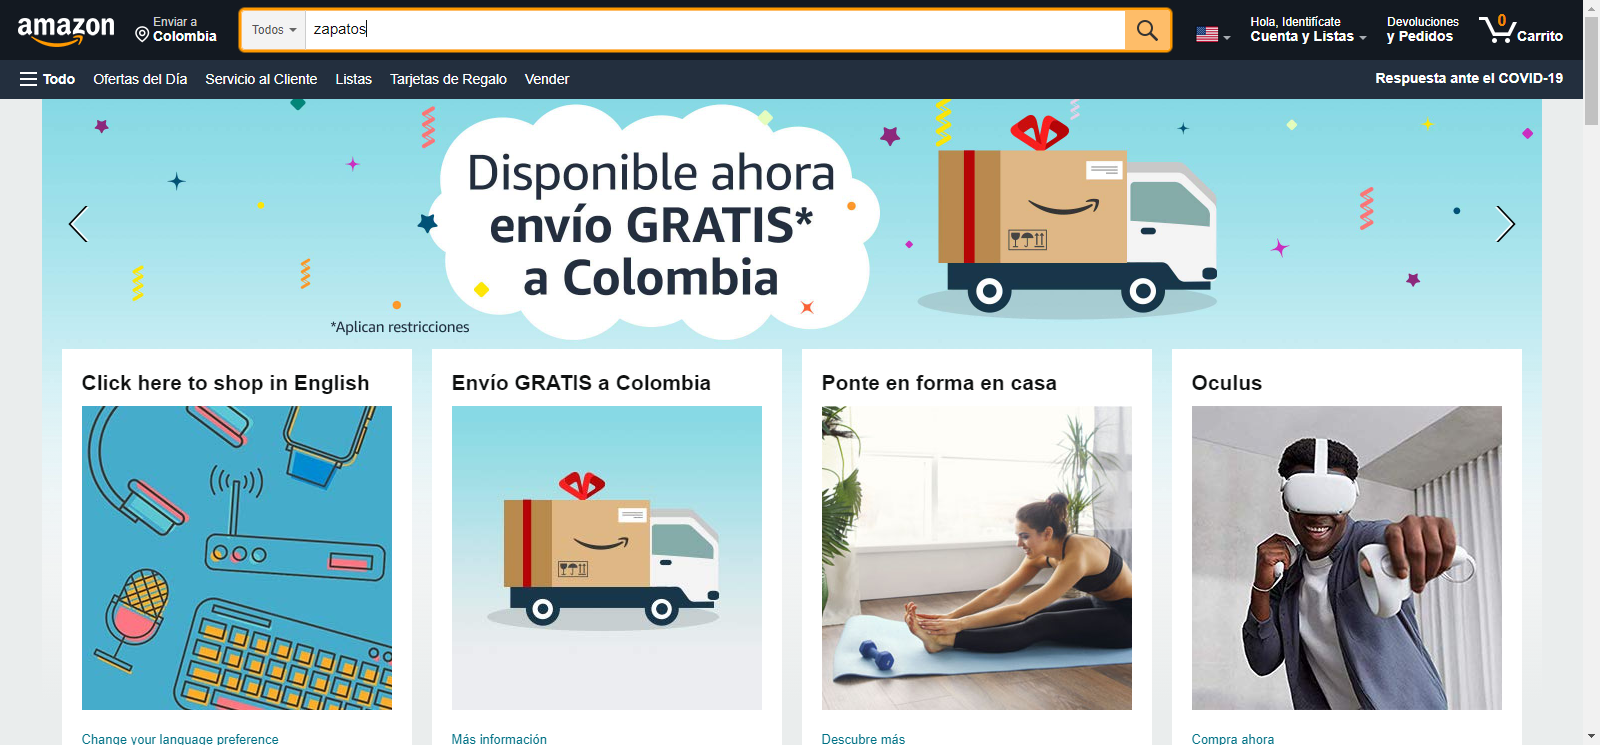 amazon
Enviar a
Colombia
Todos
zapatos
Hola, Identifícate
Cuenta y Listas
Devoluciones
y Pedidos
0
Carrito
Todo
Ofertas del Día
Servicio al Cliente
Listas
Tarjetas de Regalo
Vender
Respuesta ante el COVID-19
Disponible ahora
envío GRATIS*
a Colombia
*Aplican restricciones
Click here to shop in English
Envío GRATIS a Colombia
Ponte en forma en casa
Oculus
Change your language preference
Más información
Descubre más
Compra ahora